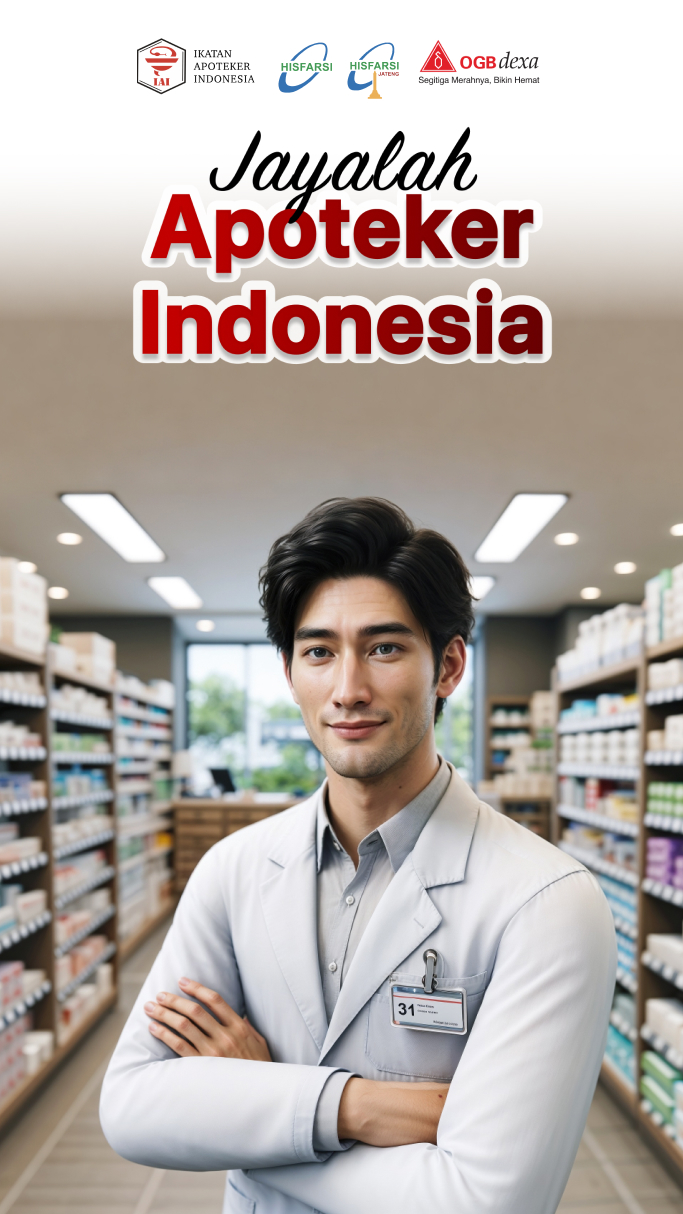 IKATAN
APOTEKER
INDONESIA
IAI
HISFARSI
HISFARSI
JATENG
OGB dexa
Segitiga Merahnya, Bikin Hemat
Jayalah
Apoteker
Indonesia
31